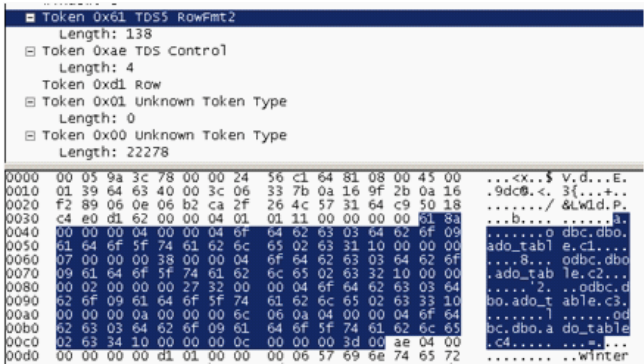 Token 0x61 TDS5 RowFmt2
Length: 138
Token 0xae TDS Control
Length: 4
Token 0xd1 Row
Token 0x01 Unknown Token Type
Length: 0
Token 0x00 Unknown Token Type
Length: 22278
0000 00 05 9a 3c 78 00 00 24 56 c1 64 81 08 00 45 00 ...<x..$ V.d...E.
0010 01 39 64 63 40 00 3c 06 33 7b 0a 16 9f 2b 0a 16 .9dc@.<. 3{...+..
0020 f2 89 06 0e 06 b2 ca 2f 26 4c 57 31 64 c9 50 18 ......./ &LW1d.P.
0030 c4 e0 d1 62 00 00 04 01 01 11 00 00 00 00 61 8a ...b.... ......a.
0040 00 00 00 04 00 00 04 6f 64 62 63 03 64 62 6f 09 .......o dbc.dbo.
0050 61 64 6f 5f 74 61 62 6c 65 02 63 31 10 00 00 00 ado_tabl e.c1....
0060 07 00 00 00 38 00 00 04 6f 64 62 63 03 64 62 6f ....8... odbc.dbo
0070 09 61 64 6f 5f 74 61 62 6c 65 02 63 32 10 00 00 .ado_tab le.c2...
0080 00 02 00 00 00 27 32 00 00 04 6f 64 62 63 03 64 .....'2. ..odbc.d
0090 62 6f 09 61 64 6f 5f 74 61 62 6c 65 02 63 33 10 bo.ado_t able.c3.
00a0 00 00 00 0a 00 00 00 6c 06 0a 04 00 00 04 6f 64 .......l ......od
00b0 62 63 03 64 62 6f 09 61 64 6f 5f 74 61 62 6c 65 bc.dbo.a do_table
00c0 02 63 34 10 00 00 00 0c 00 00 00 3d 00 ae 04 00 .c4..... ...=....
00d0 00 00 00 00 d1 01 00 00 00 06 57 69 6e 74 65 72 ........ ..Winter